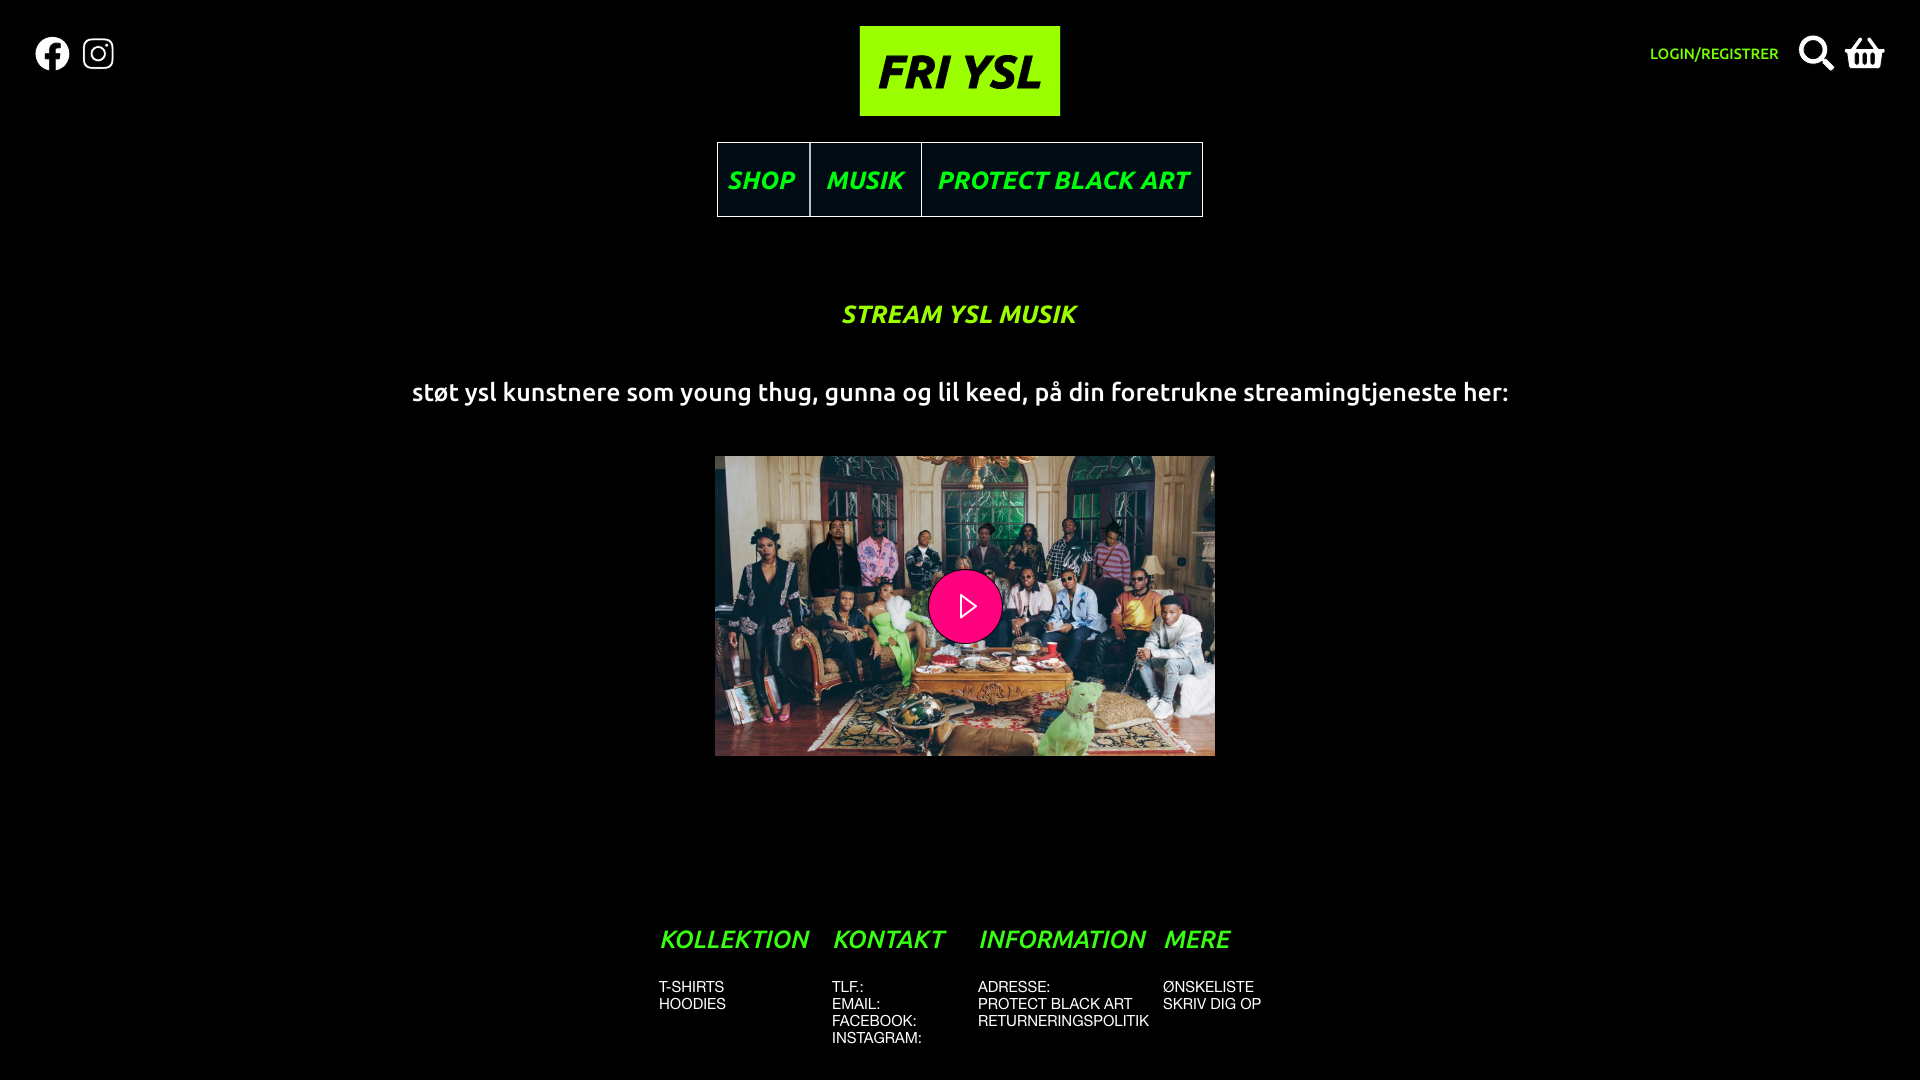 FRI YSL
LOGIN/REGISTRER
SHOP MUSIK PROTECT BLACK ART
STREAM YSL MUSIK
støt ysl kunstnere som young thug, gunna og lil keed, på din foretrukne streamingtjeneste her:
KOLLEKTION
T-SHIRTS
HOODIES
KONTAKT
TLF.:
EMAIL:
FACEBOOK:
INSTAGRAM:
INFORMATION
ADRESSE:
PROTECT BLACK ART
RETURNERINGSPOLITIK
MERE
ØNSKELISTE
SKRIV DIG OP